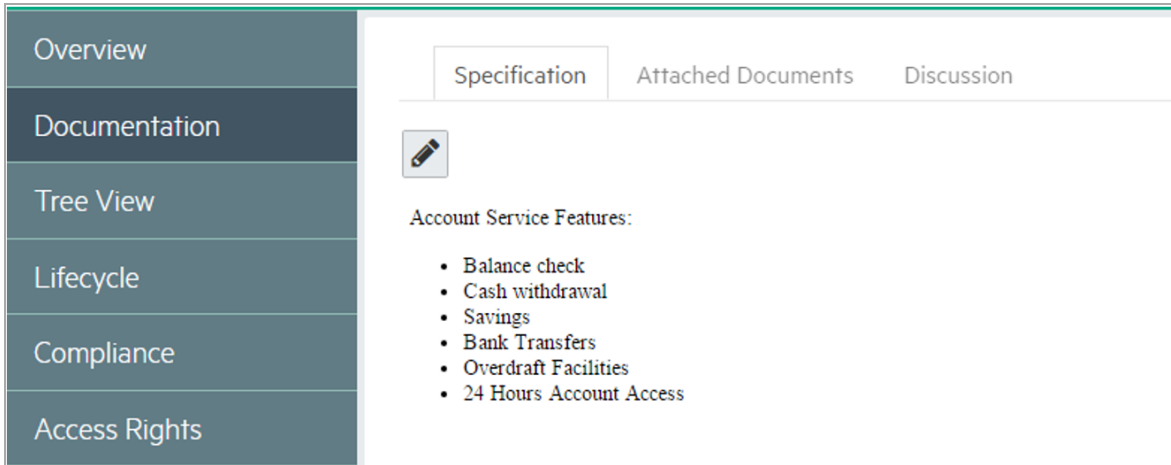 Overview
Documentation
Tree View
Lifecycle
Compliance
Access Rights
Specification
Attached Documents
Discussion
Account Service Features:
• Balance check
• Cash withdrawal
• Savings
• Bank Transfers
• Overdraft Facilities
• 24 Hours Account Access